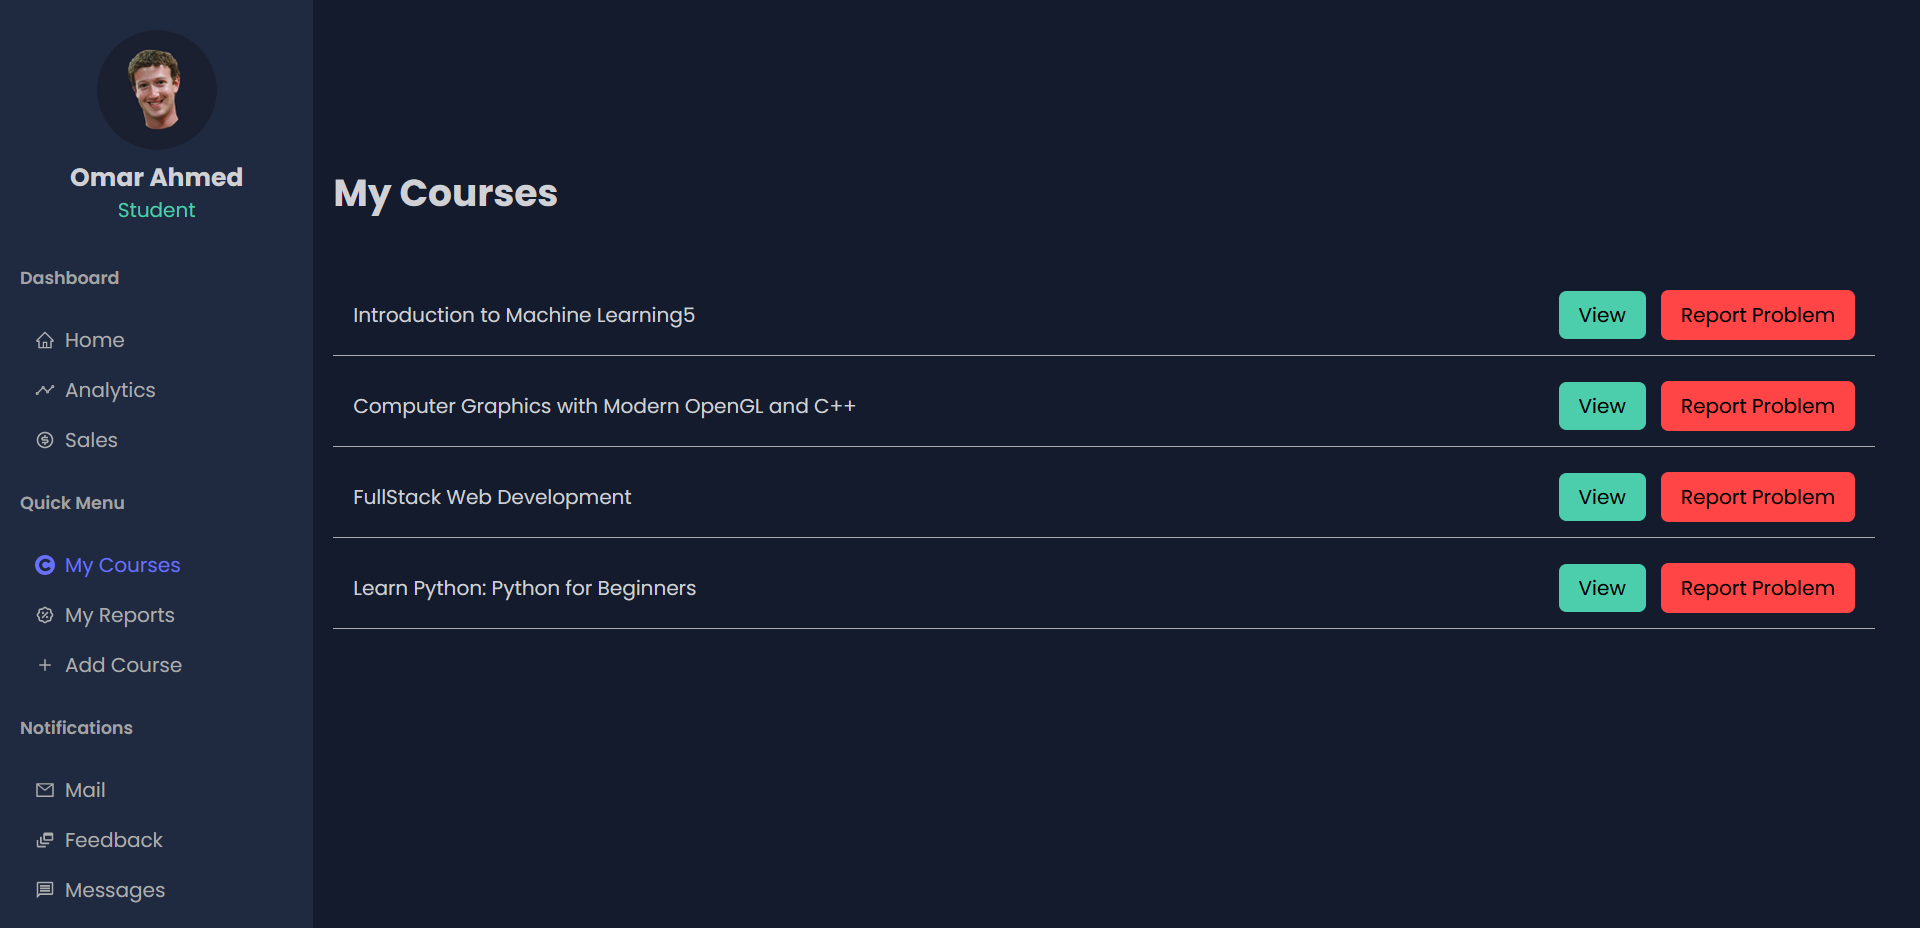 Omar Ahmed
Student
Dashboard
Home
Analytics
Sales
Quick Menu
My Courses
My Reports
Add Course
Notifications
Mail
Feedback
Messages
My Courses
Introduction to Machine Learning5 View Report Problem
Computer Graphics with Modern OpenGL and C++ View Report Problem
FullStack Web Development View Report Problem
Learn Python: Python for Beginners View Report Problem